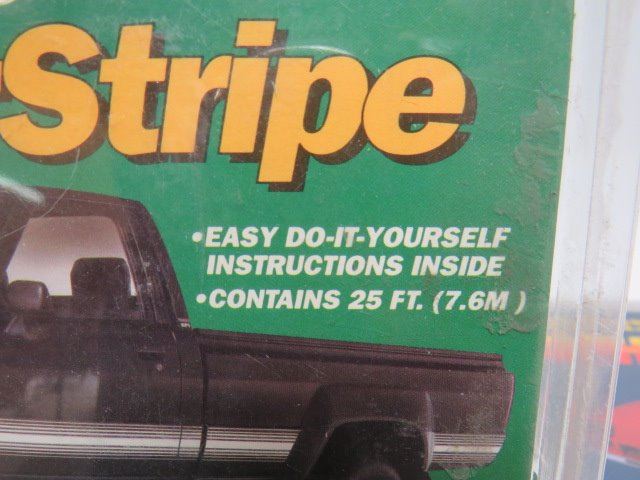 Stripe
•EASY DO-IT-YOURSELF
INSTRUCTIONS INSIDE
•CONTAINS 25 FT. (7.6M )